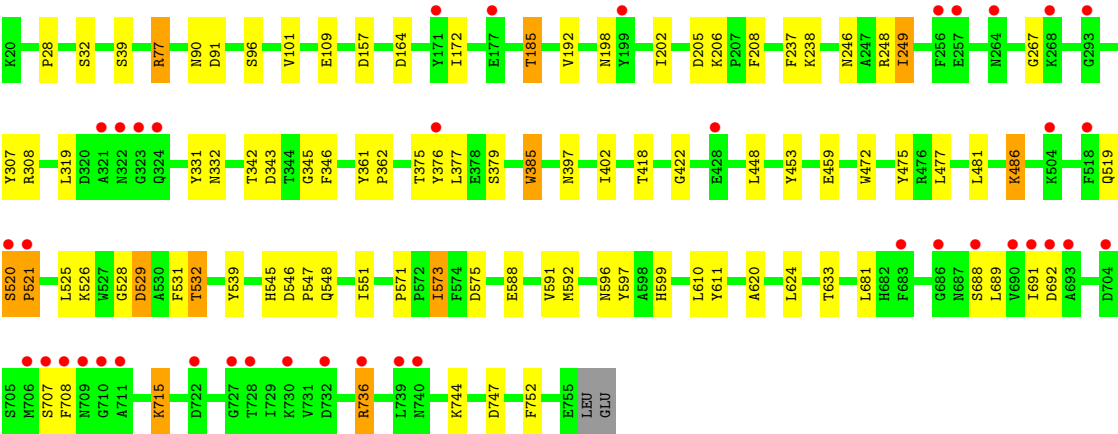 K20 P28 S32 S39 R77 N90 D91 S96 V101 E109 D157 D164 Y171 I172 E177 T185 V192 N198 Y199 I202 D205 K206 P207 F208 F237 K238 N246 A247 R248 I249 F256 E257 N264 G267 K268 G293
Y307 R308 L319 D320 A321 N322 G323 Q324 Y331 N332 T342 D343 T344 G345 F346 Y361 P362 T375 Y376 L377 E378 S379 W385 N397 I402 T418 G422 E428 L448 Y453 E459 W472 Y475 R476 L477 L481 K486 K504 F518 Q519
S520 P521 L525 K526 W527 G528 D529 A530 F531 T532 Y539 H545 D546 P547 Q548 I551 P571 P572 I573 F574 D575 E588 V591 M592 N596 Y597 A598 H599 L610 Y611 A620 L624 T633 L681 H682 F683 G686 N687 S688 L689 V690 I691 D692 A693 D704
S705 M706 S707 F708 N709 G710 A711 K715 D722 G727 T728 I729 K730 V731 D732 R736 L739 N740 K744 D747 F752 E755 LEU GLU